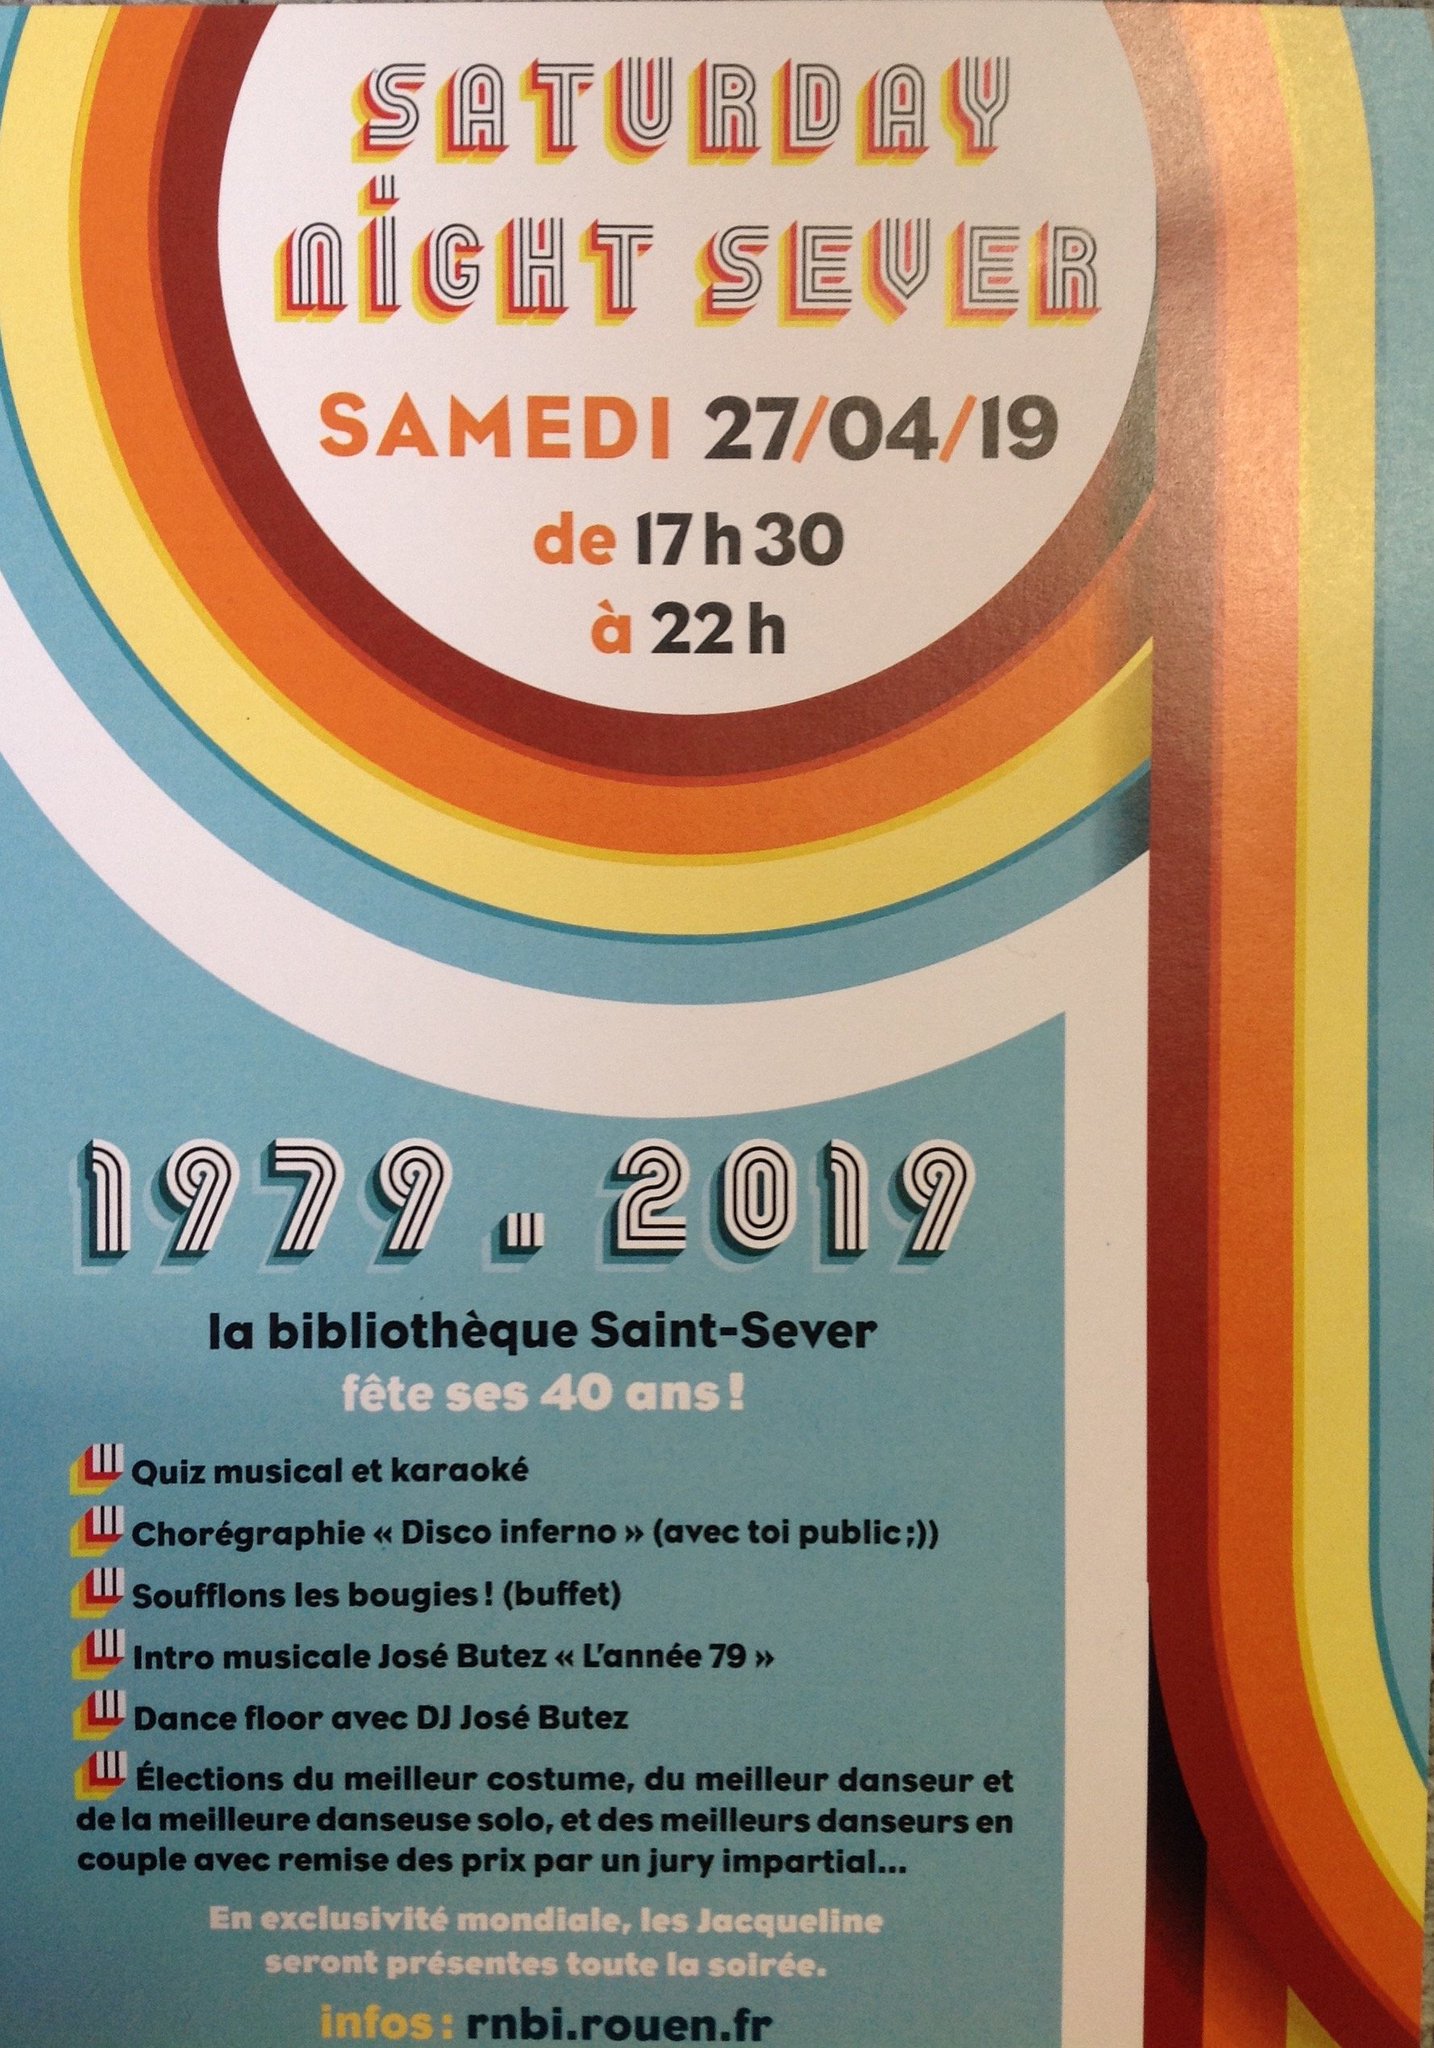 SATURDAY
NIGHT SEVER
SAMEDI 27/04/19
de 17h30
à 22h
1979.2019
la bibliothèque Saint-Sever
fête ses 40 ans!
Quiz musical et karaoké
Chorégraphie « Disco inferno » (avec toi public ;))
Soufflons les bougies! (buffet)
Intro musicale José Butez « L'année 79 »
Dance floor avec DJ José Butez
Élections du meilleur costume, du meilleur danseur et
de la meilleure danseuse solo, et des meilleurs danseurs en
couple avec remise des prix par un jury impartial...
En exclusivité mondiale, les Jacqueline
seront présentes toute la soirée.
infos: rnbi.rouen.fr